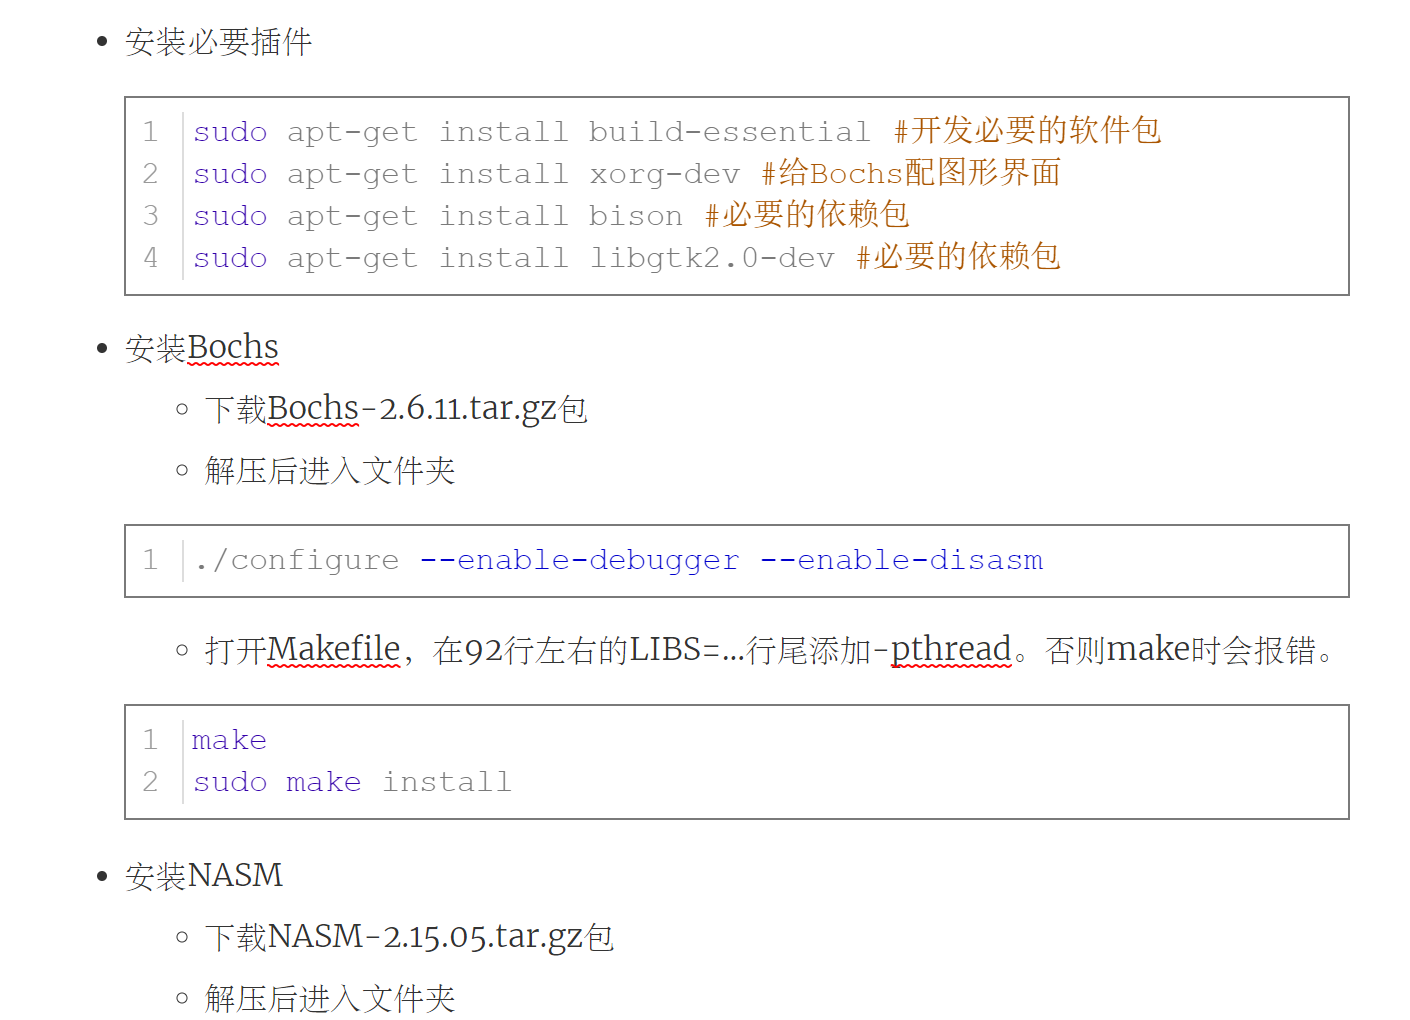 安装必要插件
1 sudo apt-get install build-essential #开发必要的软件包
2 sudo apt-get install xorg-dev #给Bochs配图形界面
3 sudo apt-get install bison #必要的依赖包
4 sudo apt-get install libgtk2.0-dev #必要的依赖包
安装Bochs
下载Bochs-2.6.11.tar.gz包
解压后进入文件夹
1 ./configure --enable-debugger --enable-disasm
打开Makefile，在92行左右的LIBS=...行尾添加-pthread。否则make时会报错。
1 make
2 sudo make install
安装NASM
下载NASM-2.15.05.tar.gz包
解压后进入文件夹